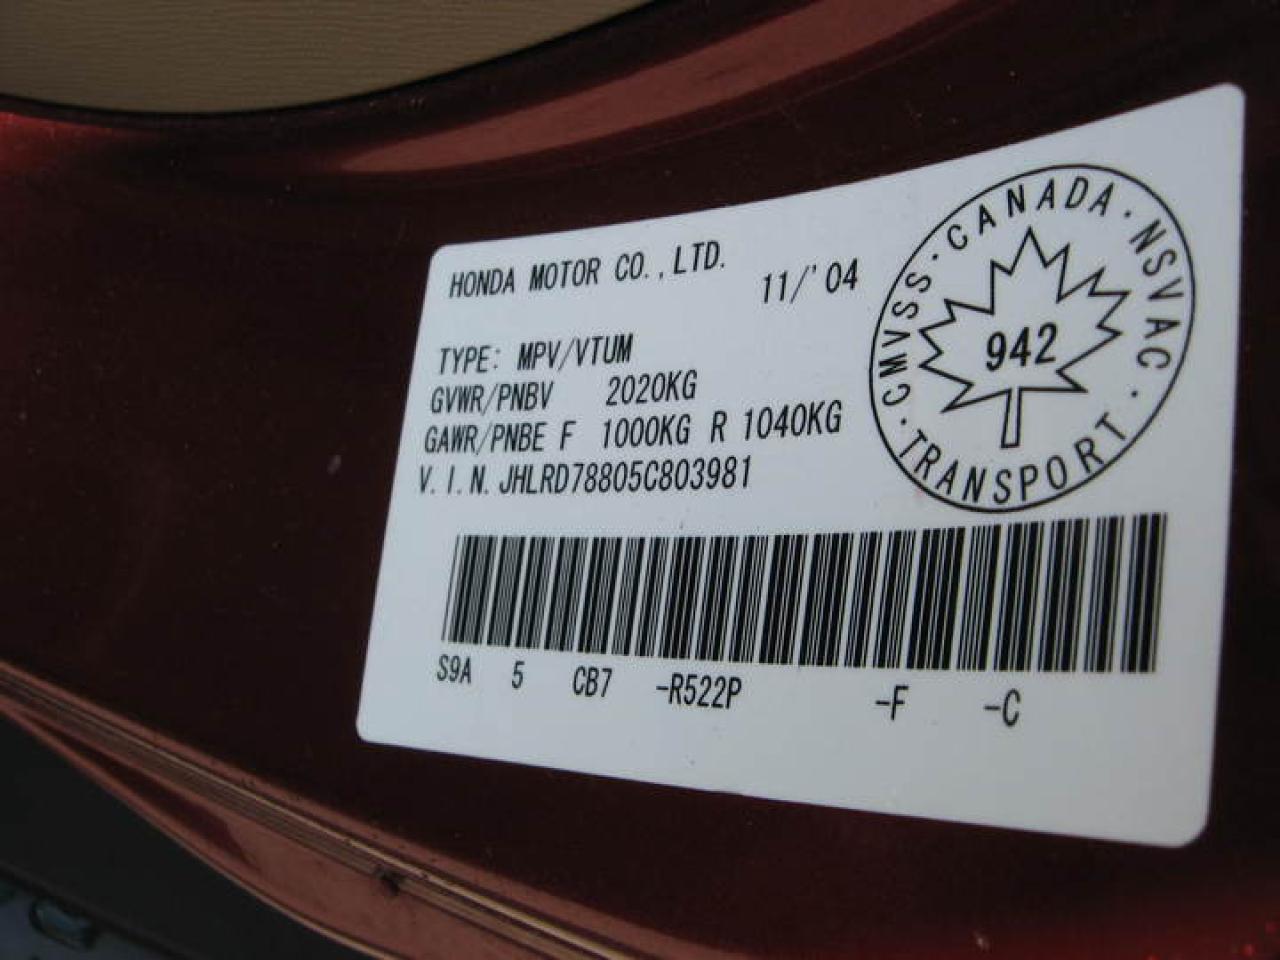 HONDA MOTOR CO.,LTD.
11/'04
TYPE: MPV/VTUM
GVWR/PNBV 2020KG
GAWR/PNBE F 1000KG R 1040KG
V.I.N. JHLRD78805C803981
CMVSS · CANADA · NSVAC · TRANSPORT ·
942
S9A 5 CB7 -R522P -F -C